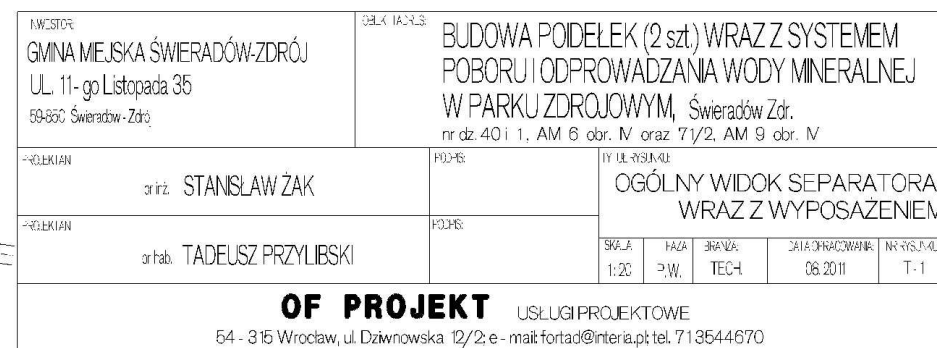 INWESTOR:
GMINA MIEJSKA ŚWIERADÓW-ZDRÓJ
UL. 11- go Listopada 35
59-850 Świeradów - Zdrój
OBIEKT I ADRES:
BUDOWA POIDEŁEK (2 szt.) WRAZ Z SYSTEMEM
POBORU I ODPROWADZANIA WODY MINERALNEJ
W PARKU ZDROJOWYM, Świeradów Zdr.
nr dz. 40 i 1, AM 6 obr. IV oraz 71/2, AM 9 obr. IV
PROJEKTANT
dr inż. STANISŁAW ŻAK
PODPIS:
TYTUŁ RYSUNKU:
OGÓLNY WIDOK SEPARATORA
WRAZ Z WYPOSAŻENIEM
PROJEKTANT
dr hab. TADEUSZ PRZYLIBSKI
PODPIS:
SKALA FAZA BRANŻA: DATA OPRACOWANIA: NR RYSUNKU
1:20 P.W. TECH. 06.2011 T-1
OF PROJEKT USŁUGI PROJEKTOWE
54 - 315 Wrocław, ul. Dziwnowska 12/2; e - mail: fortad@interia.pl; tel. 713544670